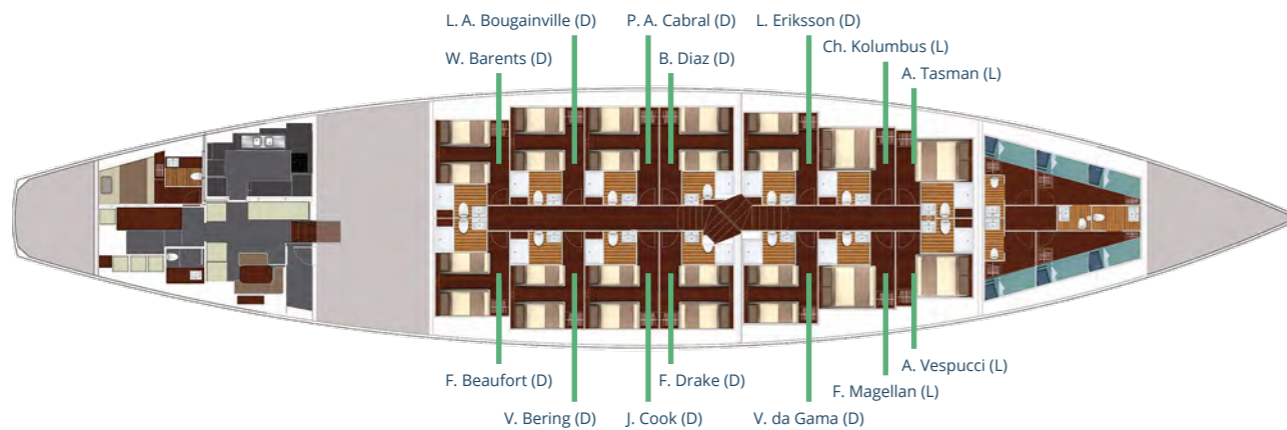 L. A. Bougainville (D) P. A. Cabral (D) L. Eriksson (D)
Ch. Kolumbus (L)
W. Barents (D) B. Diaz (D)
A. Tasman (L)
A. Vespucci (L)
F. Beaufort (D) F. Drake (D)
F. Magellan (L)
V. Bering (D) J. Cook (D) V. da Gama (D)